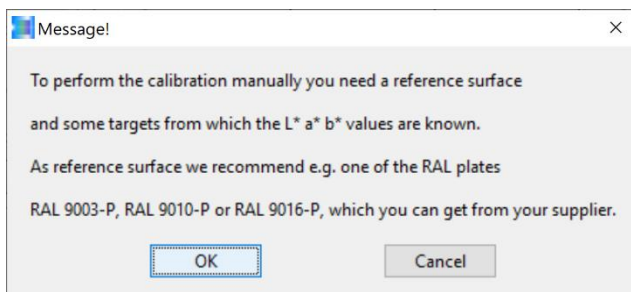 Message!
To perform the calibration manually you need a reference surface
and some targets from which the L* a* b* values are known.
As reference surface we recommend e.g. one of the RAL plates
RAL 9003-P, RAL 9010-P or RAL 9016-P, which you can get from your supplier.
OK Cancel